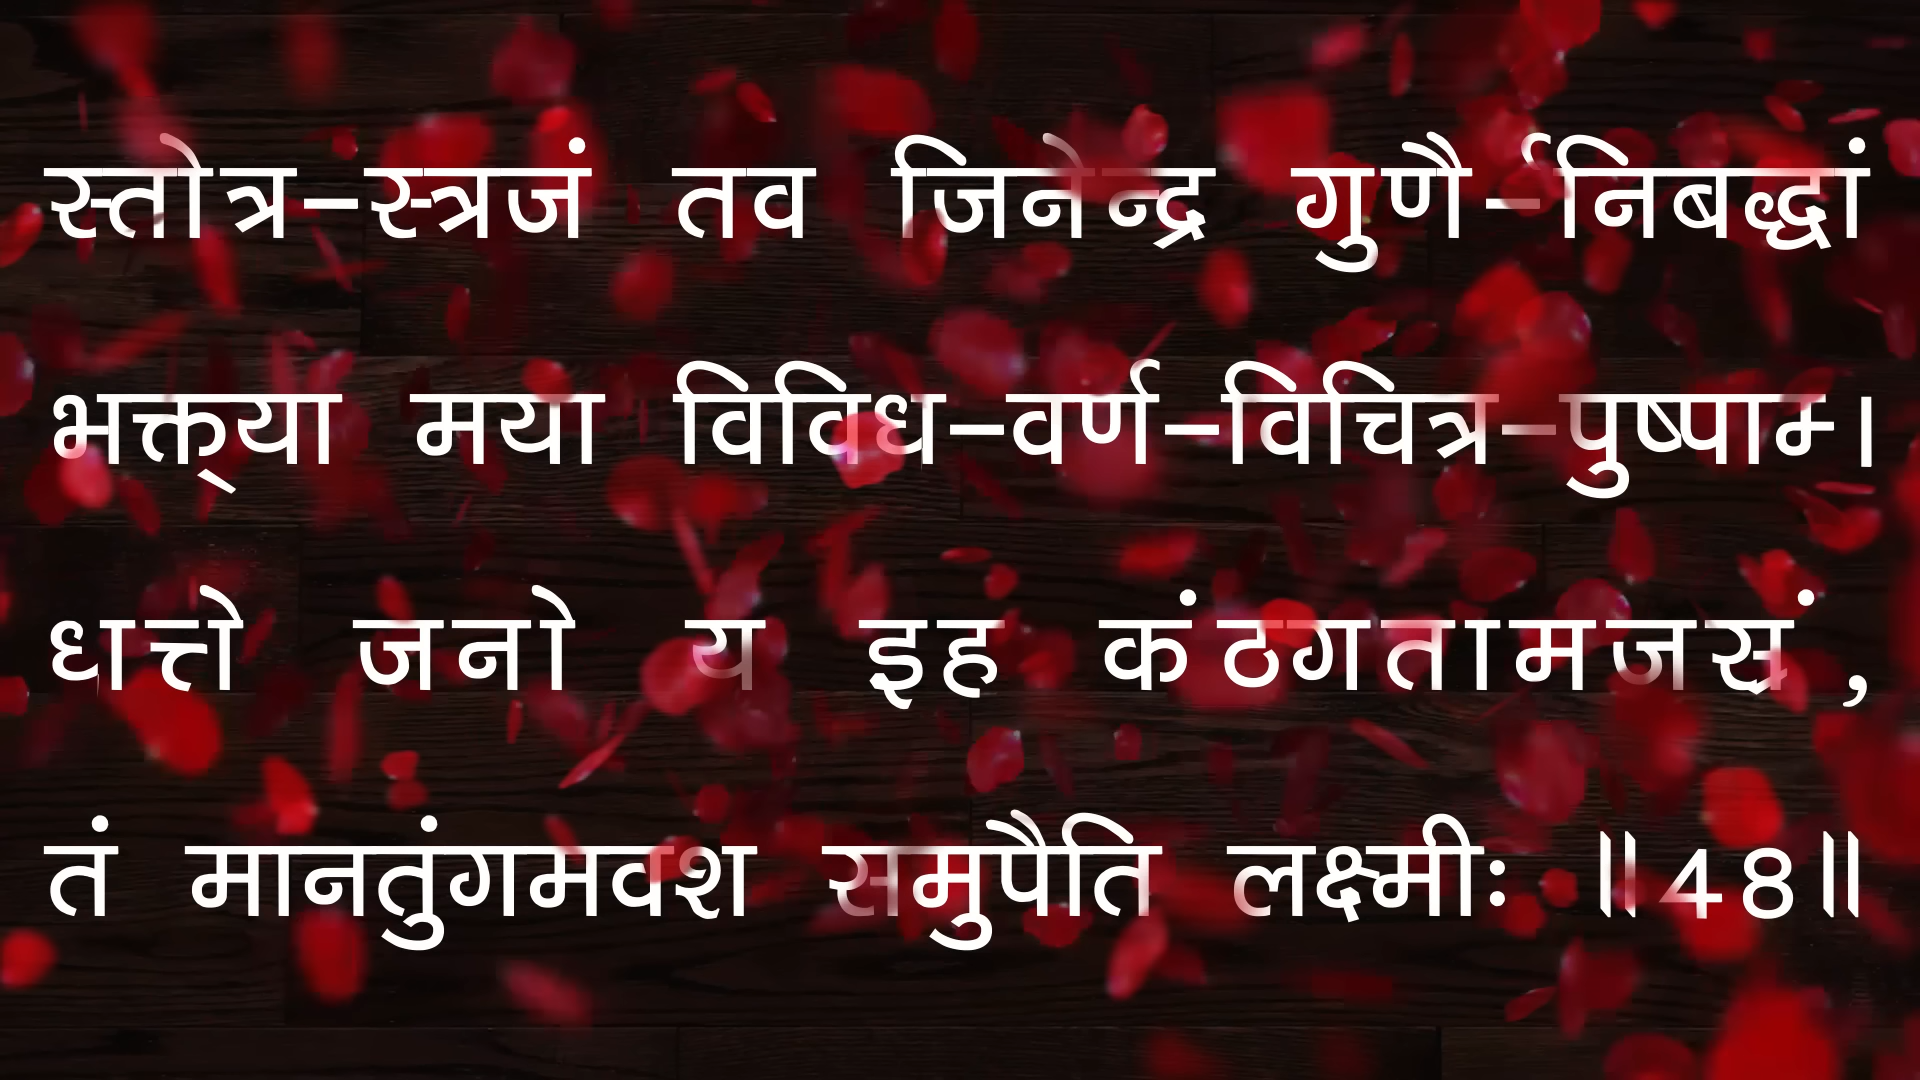 स्तोत्र-स्त्रजं तव जिनेन्द्र गुणै-र्निबद्धां
भक्त्या मया विविध-वर्ण-विचित्र-पुष्पाम्।
धत्ते जनो य इह कंठगतामजस्रं,
तं मानतुंगमवश समुपैति लक्ष्मीः ॥48॥